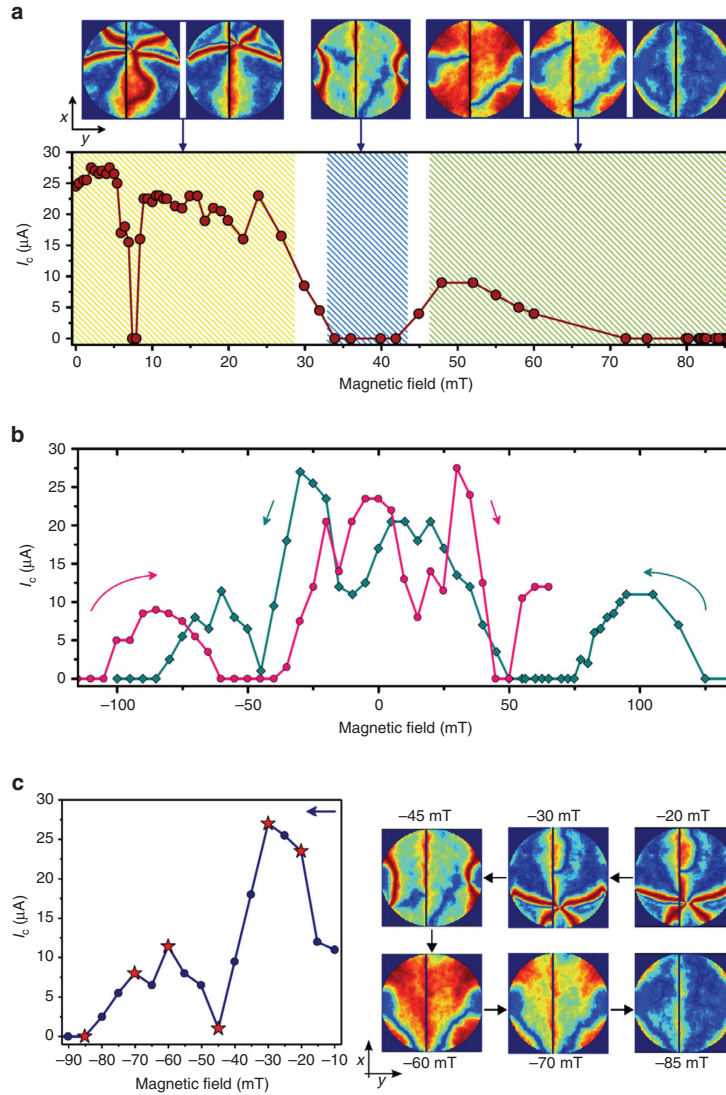 a
x
y
30
25
20
15
10
5
0
I_c (μA)
0 10 20 30 40 50 60 70 80
Magnetic field (mT)
b
30
25
20
15
10
5
0
I_c (μA)
–100 –50 0 50 100
Magnetic field (mT)
c
30
25
20
15
10
5
0
I_c (μA)
–90 –80 –70 –60 –50 –40 –30 –20 –10
Magnetic field (mT)
–45 mT –30 mT –20 mT
–60 mT –70 mT –85 mT
x
y